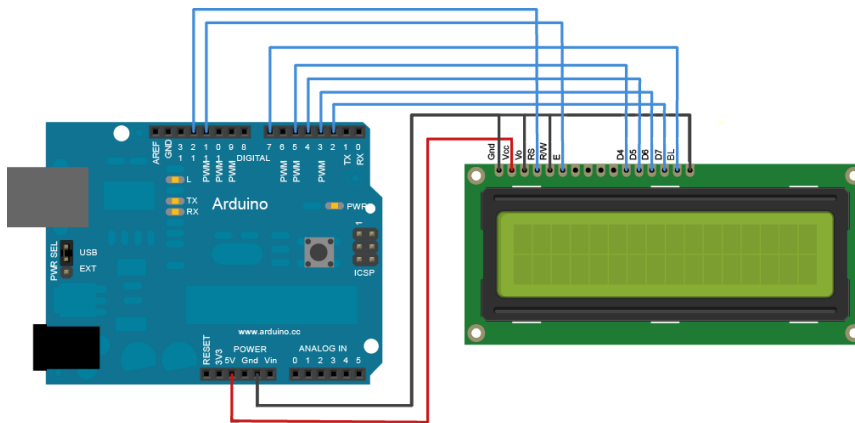 AREF
GND
13
12
11
10
9
8
7
6
5
4
3
2
1
0
PWM
PWM
PWM
DIGITAL
PWM
PWM
PWM
TX
RX
L
TX
RX
Arduino
PWR
1
ICSP
PWR SEL
USB
EXT
www.arduino.cc
POWER
ANALOG IN
RESET
3V3
5V
Gnd
Vin
0
1
2
3
4
5
Gnd
Vcc
Vo
RS
R/W
E
D4
D5
D6
D7
BL